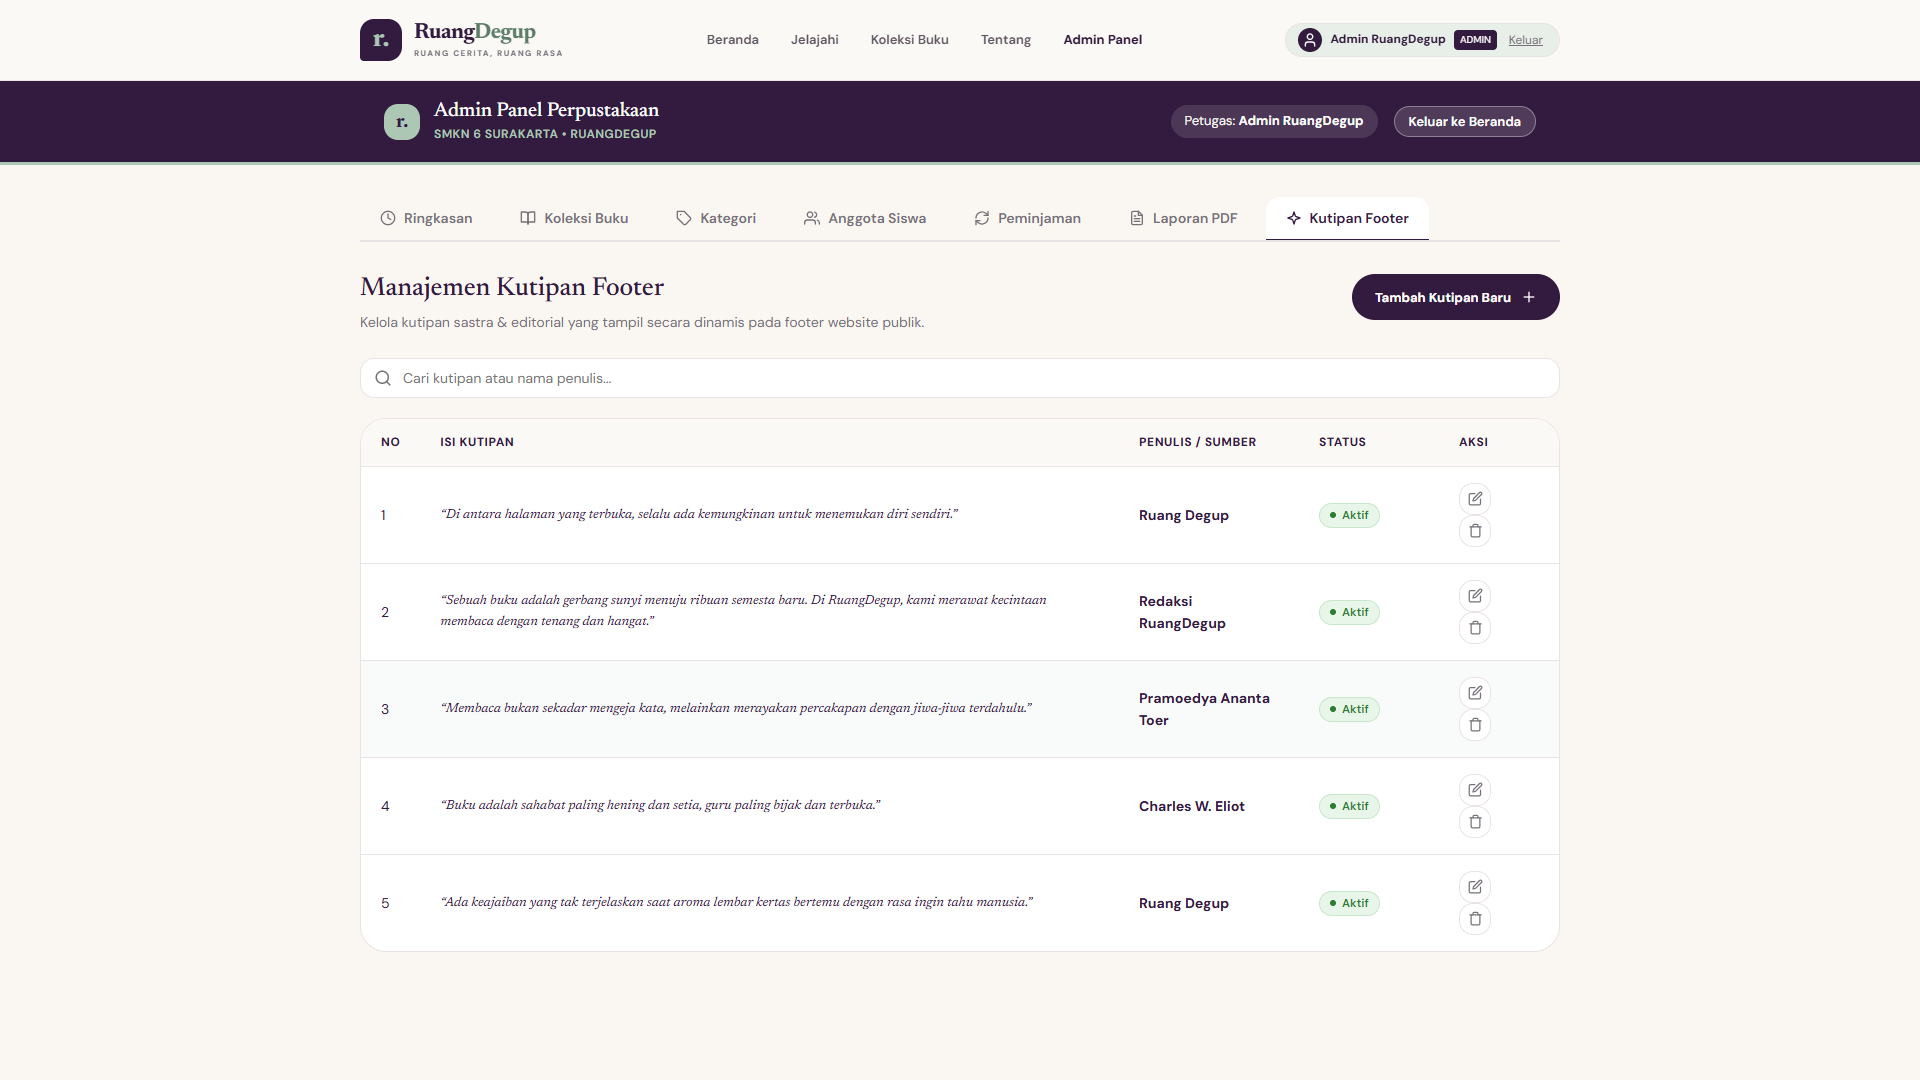 r.
RuangDegup
RUANG CERITA, RUANG RASA
Beranda
Jelajahi
Koleksi Buku
Tentang
Admin Panel
Admin RuangDegup
ADMIN
Keluar
r.
Admin Panel Perpustakaan
SMKN 6 SURAKARTA • RUANGDEGUP
Petugas: Admin RuangDegup
Keluar ke Beranda
Ringkasan
Koleksi Buku
Kategori
Anggota Siswa
Peminjaman
Laporan PDF
Kutipan Footer
Manajemen Kutipan Footer
Kelola kutipan sastra & editorial yang tampil secara dinamis pada footer website publik.
Tambah Kutipan Baru +
Cari kutipan atau nama penulis...
NO ISI KUTIPAN PENULIS / SUMBER STATUS AKSI
1 “Di antara halaman yang terbuka, selalu ada kemungkinan untuk menemukan diri sendiri.” Ruang Degup Aktif
2 “Sebuah buku adalah gerbang sunyi menuju ribuan semesta baru. Di RuangDegup, kami merawat kecintaan
membaca dengan tenang dan hangat.”
Redaksi
RuangDegup
Aktif
3 “Membaca bukan sekadar mengeja kata, melainkan merayakan percakapan dengan jiwa-jiwa terdahulu.”
Pramoedya Ananta
Toer
Aktif
4 “Buku adalah sahabat paling hening dan setia, guru paling bijak dan terbuka.” Charles W. Eliot Aktif
5 “Ada keajaiban yang tak terjelaskan saat aroma lembar kertas bertemu dengan rasa ingin tahu manusia.” Ruang Degup Aktif